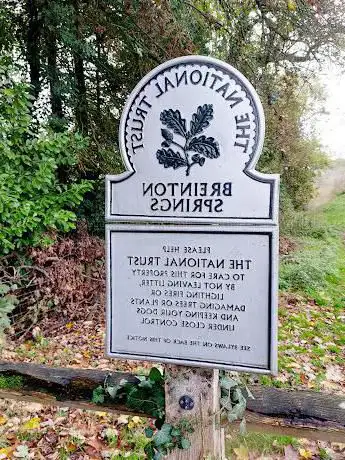 THE NATIONAL TRUST
BREINTON
SPRINGS
PLEASE HELP
THE NATIONAL TRUST
TO CARE FOR THIS PROPERTY
BY NOT LEAVING LITTER,
LIGHTING FIRES OR
DAMAGING TREES OR PLANTS
AND KEEPING YOUR DOGS
UNDER CLOSE CONTROL
SEE BYLAWS ON THE BACK OF THIS NOTICE